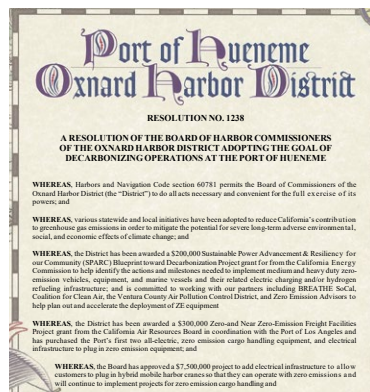 Port of Hueneme
Oxnard Harbor District
RESOLUTION NO. 1238
A RESOLUTION OF THE BOARD OF HARBOR COMMISSIONERS
OF THE OXNARD HARBOR DISTRICT ADOPTING THE GOAL OF
DECARBONIZING OPERATIONS AT THE PORT OF HUENEME
WHEREAS, Harbors and Navigation Code section 60781 permits the Board of Commissioners of the
Oxnard Harbor District (the "District") to do all acts necessary and convenient for the full exercise of its
powers; and
WHEREAS, various statewide and local initiatives have been adopted to reduce California's contribution
to greenhouse gas emissions in order to mitigate the potential for severe long-term adverse environmental,
social, and economic effects of climate change; and
WHEREAS, the District has been awarded a $200,000 Sustainable Power Advancement & Resiliency for
our Community (SPARC) Blueprint toward Decarbonization Project grant for from the California Energy
Commission to help identify the actions and milestones needed to implement medium and heavy duty zero-
emission vehicles, equipment, and marine vessels and their related electric charging and/or hydrogen
refueling infrastructure; and is committed to working with our partners including BREATHE SoCal,
Coalition for Clean Air, the Ventura County Air Pollution Control District, and Zero Emission Advisors to
help plan out and accelerate the deployment of ZE equipment
WHEREAS, the District has been awarded a $300,000 Zero-and Near Zero-Emission Freight Facilities
Project grant from the California Air Resources Board in coordination with the Port of Los Angeles and
has purchased the Port's first two all-electric, zero emission cargo handling equipment, and electrical
infrastructure to plug in zero emission equipment; and
WHEREAS, the Board has approved a $7,500,000 project to add electrical infrastructure to allow
customers to plug in hybrid mobile harbor cranes so that they can operate with zero emissions and
will continue to implement projects for zero emission cargo handling and